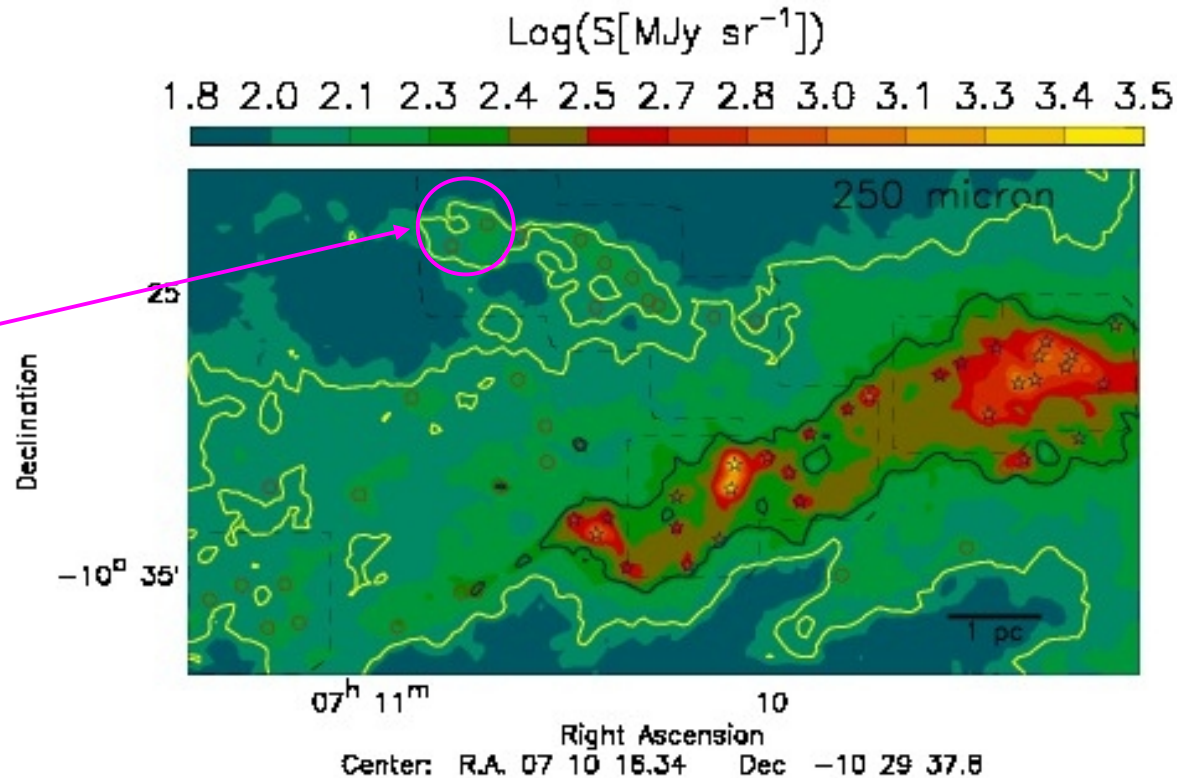 Log(S[MJy sr⁻¹])
1.8 2.0 2.1 2.3 2.4 2.5 2.7 2.8 3.0 3.1 3.3 3.4 3.5
250 micron
25'
Declination
-10° 35'
1 pc
07ʰ 11ᵐ 10
Right Ascension
Center: R.A. 07 10 16.34 Dec -10 29 37.8